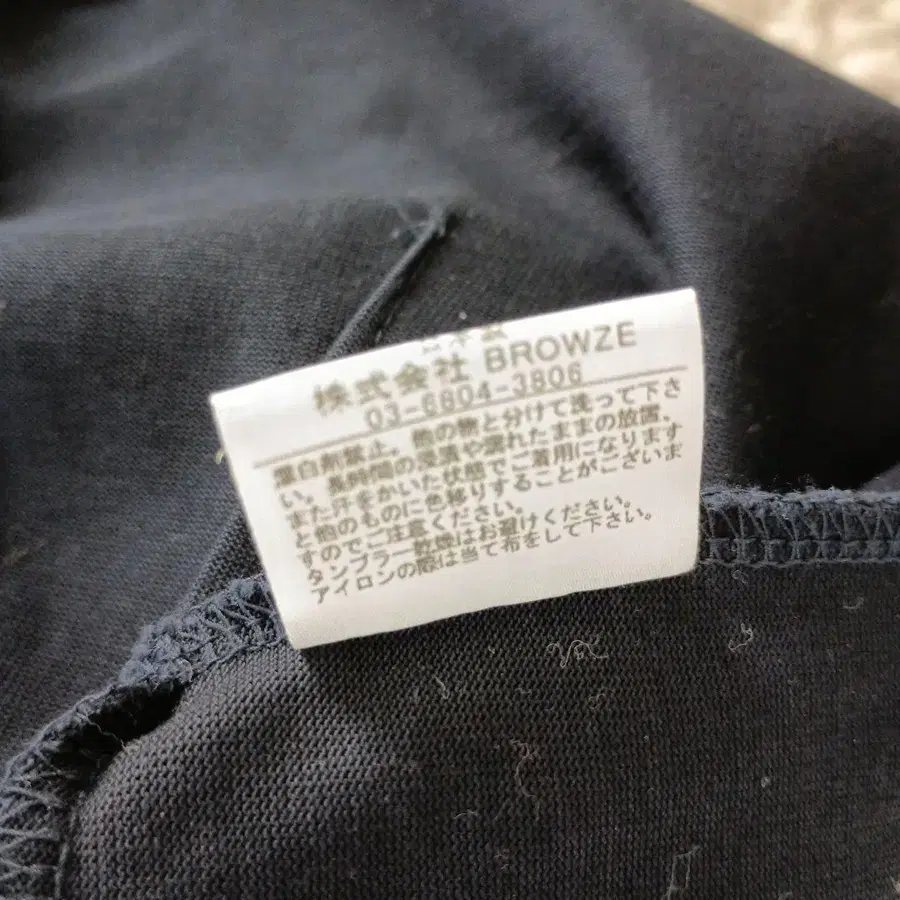 日本製
株式会社 BROWZE
03-6804-3806
漂白剤禁止。他の物と分けて洗って下さ
い。長時間の浸漬や濡れたままの放置、
また汗をかいた状態でご着用になります
と他のものに色移りすることがございま
すのでご注意ください。
タンブラー乾燥はお避けください。
アイロンの際は当て布をして下さい。